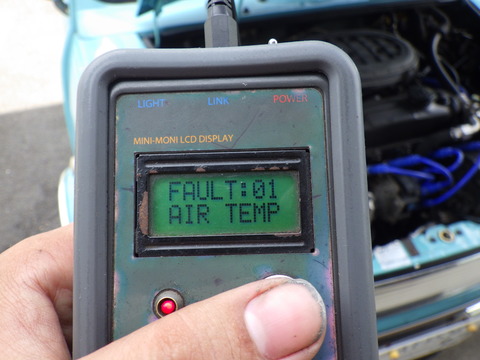 LIGHT LINK POWER
MINI-MONI LCD DISPLAY
FAULT:01
AIR TEMP